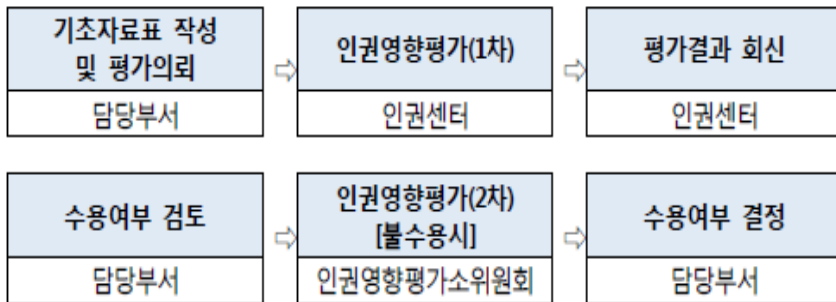 기초자료표 작성
및 평가의뢰
⇨
인권영향평가(1차)
⇨
평가결과 회신
담당부서
인권센터
인권센터
수용여부 검토
⇨
인권영향평가(2차)
[불수용시]
⇨
수용여부 결정
담당부서
인권영향평가소위원회
담당부서